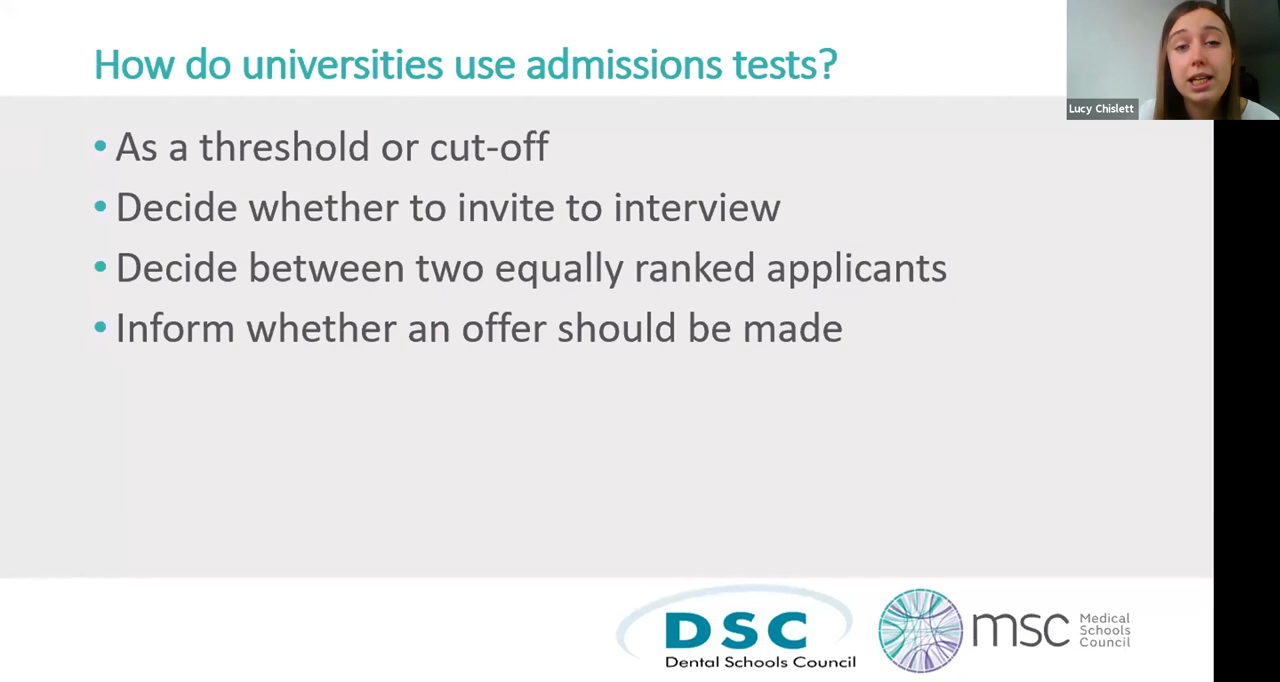 How do universities use admissions tests?
Lucy Chislett
• As a threshold or cut-off
• Decide whether to invite to interview
• Decide between two equally ranked applicants
• Inform whether an offer should be made
DSC
Dental Schools Council
msc
Medical
Schools
Council